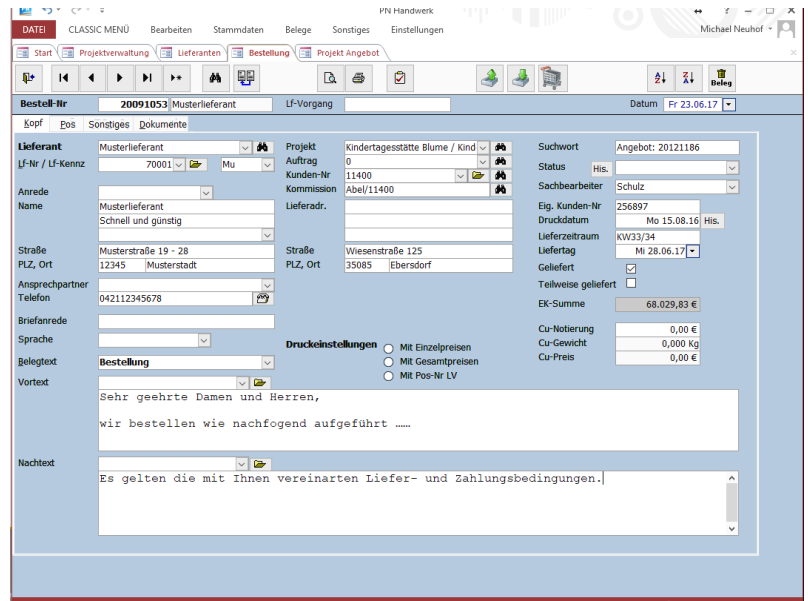 PN Handwerk
?
DATEI CLASSIC MENÜ Bearbeiten Stammdaten Belege Sonstiges Einstellungen Michael Neuhof
Start Projektverwaltung Lieferanten Bestellung Projekt Angebot
Beleg
Bestell-Nr 20091053 Musterlieferant Lf-Vorgang Datum Fr 23.06.17
Kopf Pos Sonstiges Dokumente
Lieferant Musterlieferant Projekt Kindertagesstätte Blume / Kind Suchwort Angebot: 20121186
Lf-Nr / Lf-Kennz 70001 Mu Auftrag 0 Status His.
Kunden-Nr 11400
Anrede Kommission Abel/11400 Sachbearbeiter Schulz
Name Musterlieferant Lieferadr. Eig. Kunden-Nr 256897
Schnell und günstig Druckdatum Mo 15.08.16 His.
Lieferzeitraum KW33/34
Straße Musterstraße 19 - 28 Straße Wiesenstraße 125 Liefertag Mi 28.06.17
PLZ, Ort 12345 Musterstadt PLZ, Ort 35085 Ebersdorf Geliefert
Ansprechpartner Teilweise geliefert
Telefon 042112345678 EK-Summe 68.029,83 €
Briefanrede Cu-Notierung 0,00 €
Sprache Druckeinstellungen Mit Einzelpreisen Cu-Gewicht 0,000 Kg
Belegtext Bestellung Mit Gesamtpreisen Cu-Preis 0,00 €
Mit Pos-Nr LV
Vortext
Sehr geehrte Damen und Herren,
wir bestellen wie nachfogend aufgeführt ……
Nachtext
Es gelten die mit Ihnen vereinarten Liefer- und Zahlungsbedingungen.